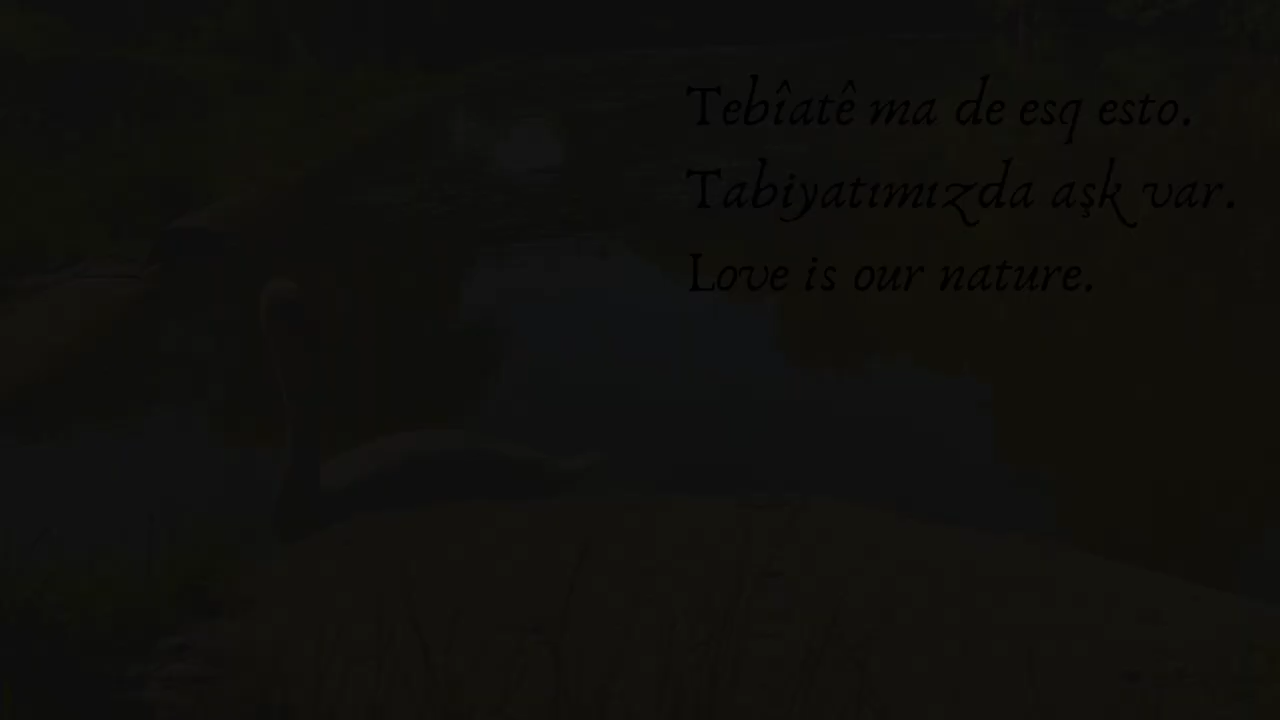 Tebîatê ma de esq esto.
Tabiyatımızda aşk var.
Love is our nature.